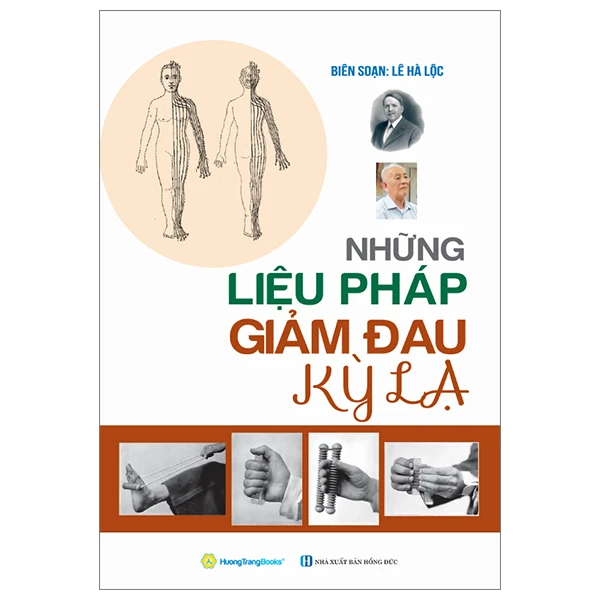 BIÊN SOẠN: LÊ HÀ LỘC
NHỮNG
LIỆU PHÁP
GIẢM ĐAU
KỲ LẠ
HuongTrangBooks®
NHÀ XUẤT BẢN HỒNG ĐỨC